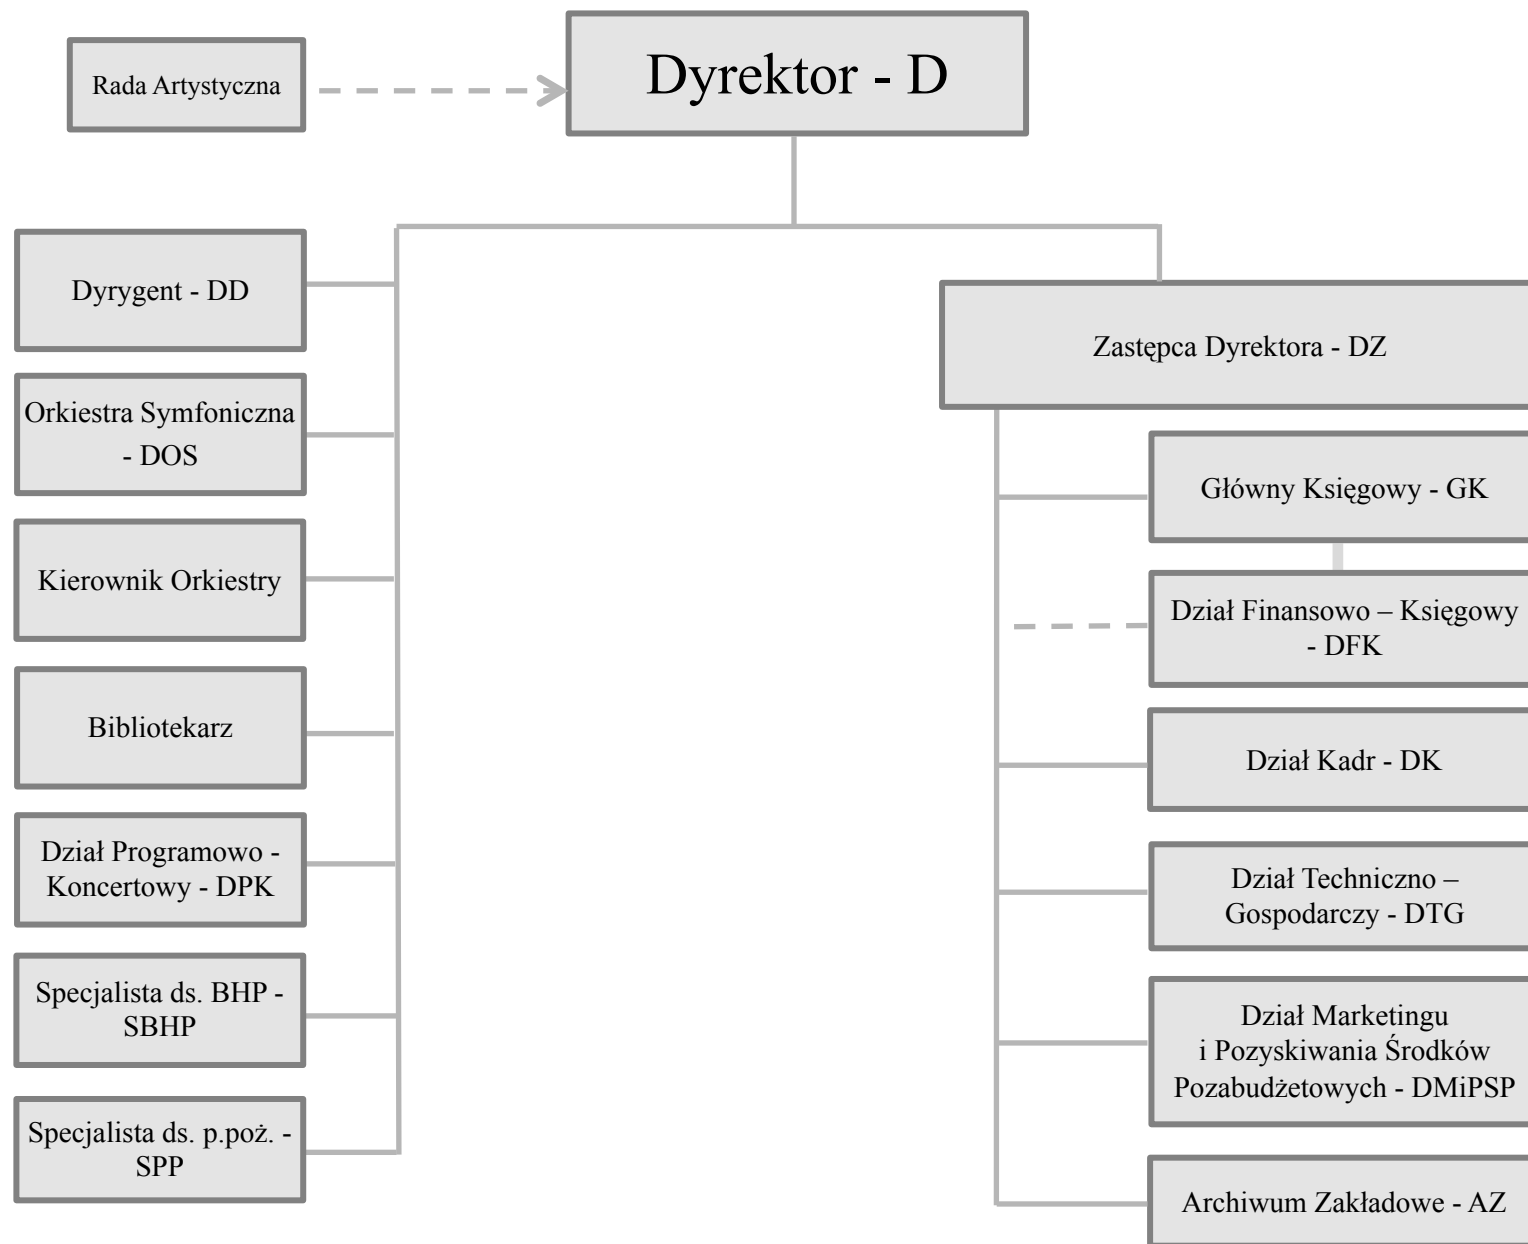 Rada Artystyczna
Dyrektor - D
Dyrygent - DD
Orkiestra Symfoniczna
- DOS
Kierownik Orkiestry
Bibliotekarz
Dział Programowo -
Koncertowy - DPK
Specjalista ds. BHP -
SBHP
Specjalista ds. p.poż. -
SPP
Zastępca Dyrektora - DZ
Główny Księgowy - GK
Dział Finansowo – Księgowy
- DFK
Dział Kadr - DK
Dział Techniczno –
Gospodarczy - DTG
Dział Marketingu
i Pozyskiwania Środków
Pozabudżetowych - DMiPSP
Archiwum Zakładowe - AZ